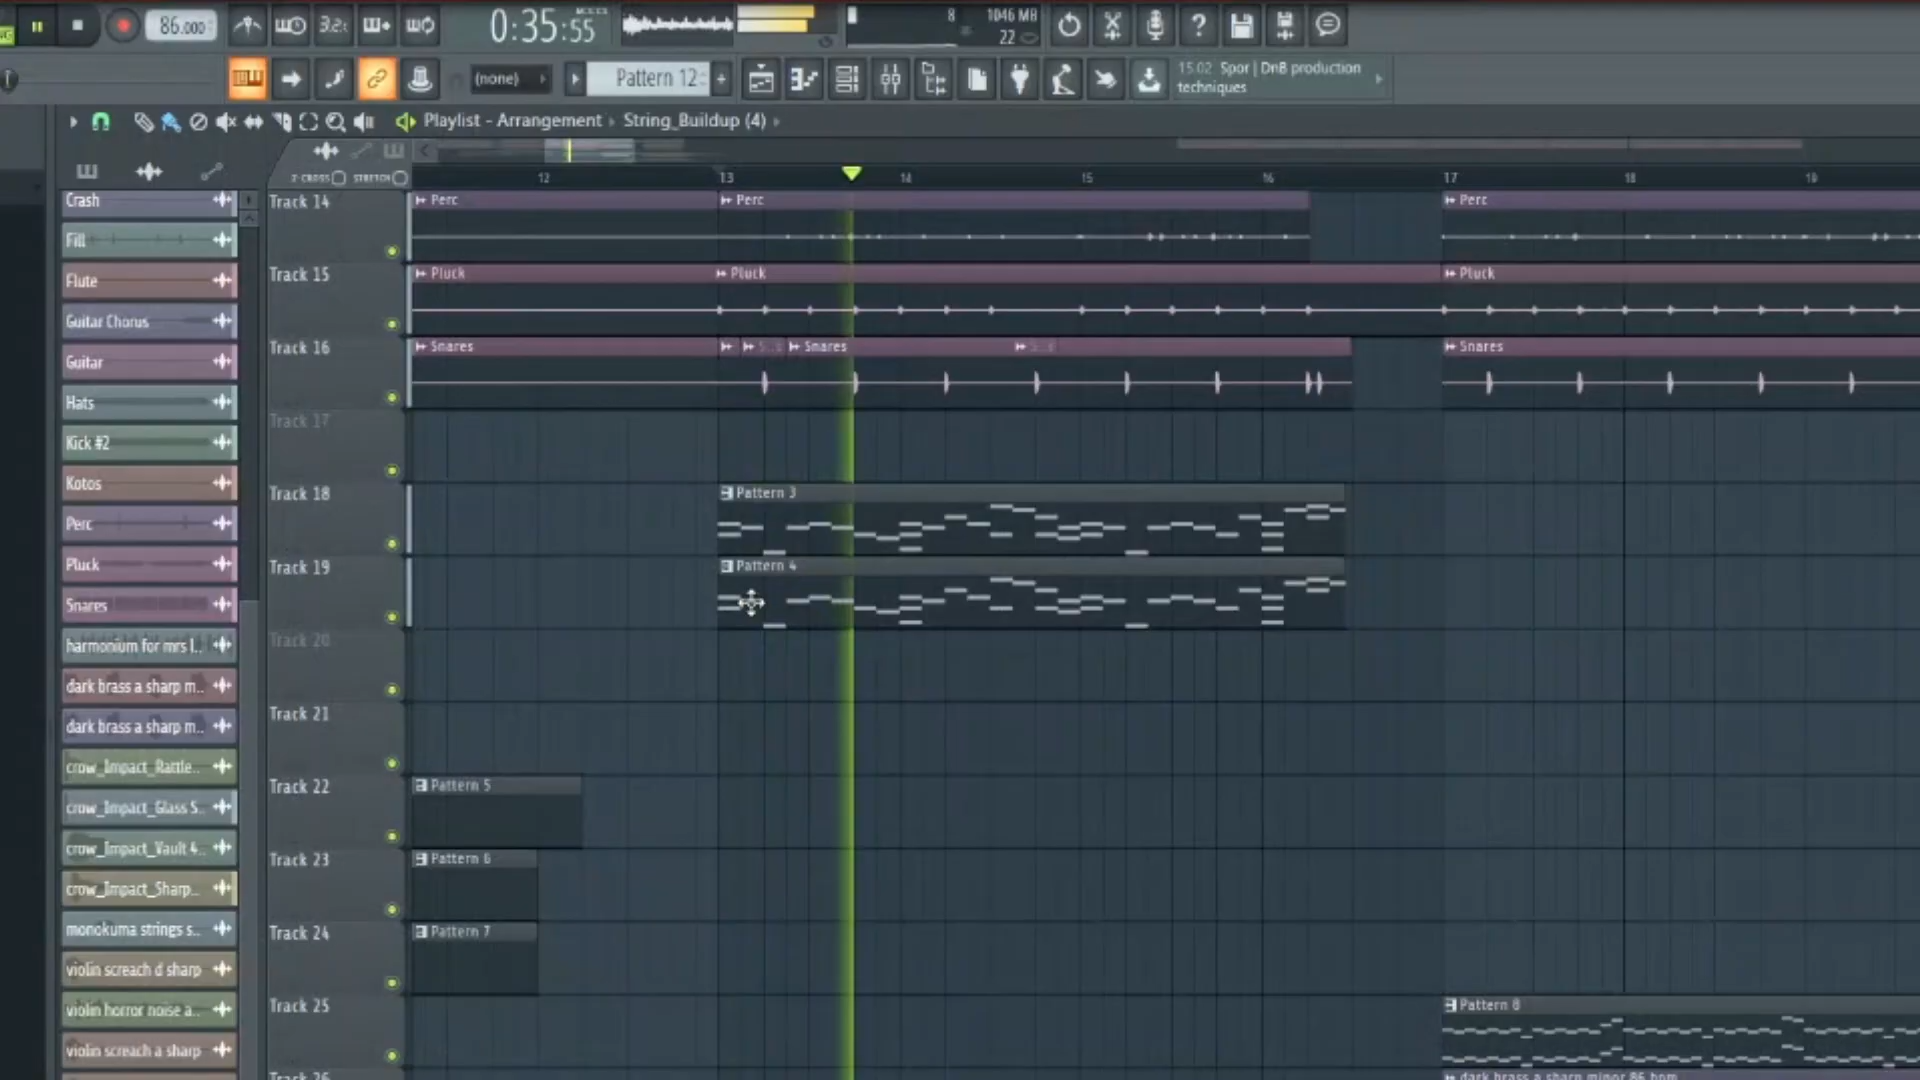 86.000
3.2.
0:35:55
M:S:CS
8
1046 MB
22
(none)
Pattern 12
15.02 Spor | DnB production
techniques
Playlist - Arrangement
String_Buildup (4)
Z-CROSS
STRETCH
12
13
14
15
16
17
18
19
Crash
Fill
Flute
Guitar Chorus
Guitar
Hats
Kick #2
Kotos
Perc
Pluck
Snares
harmonium for mrs l..
dark brass a sharp m..
dark brass a sharp m..
crow_Impact_Rattle..
crow_Impact_Glass S..
crow_Impact_Vault 4..
crow_Impact_Sharp..
monokuma strings s..
violin screach d sharp
violin horror noise a..
violin screach a sharp
Track 14
Perc
Perc
Perc
Track 15
Pluck
Pluck
Pluck
Track 16
Snares
Snares
Snares
Track 17
Track 18
Pattern 3
Track 19
Pattern 4
Track 20
Track 21
Track 22
Pattern 5
Track 23
Pattern 6
Track 24
Pattern 7
Track 25
Pattern 8
Track 26
dark brass a sharp minor 86 bpm